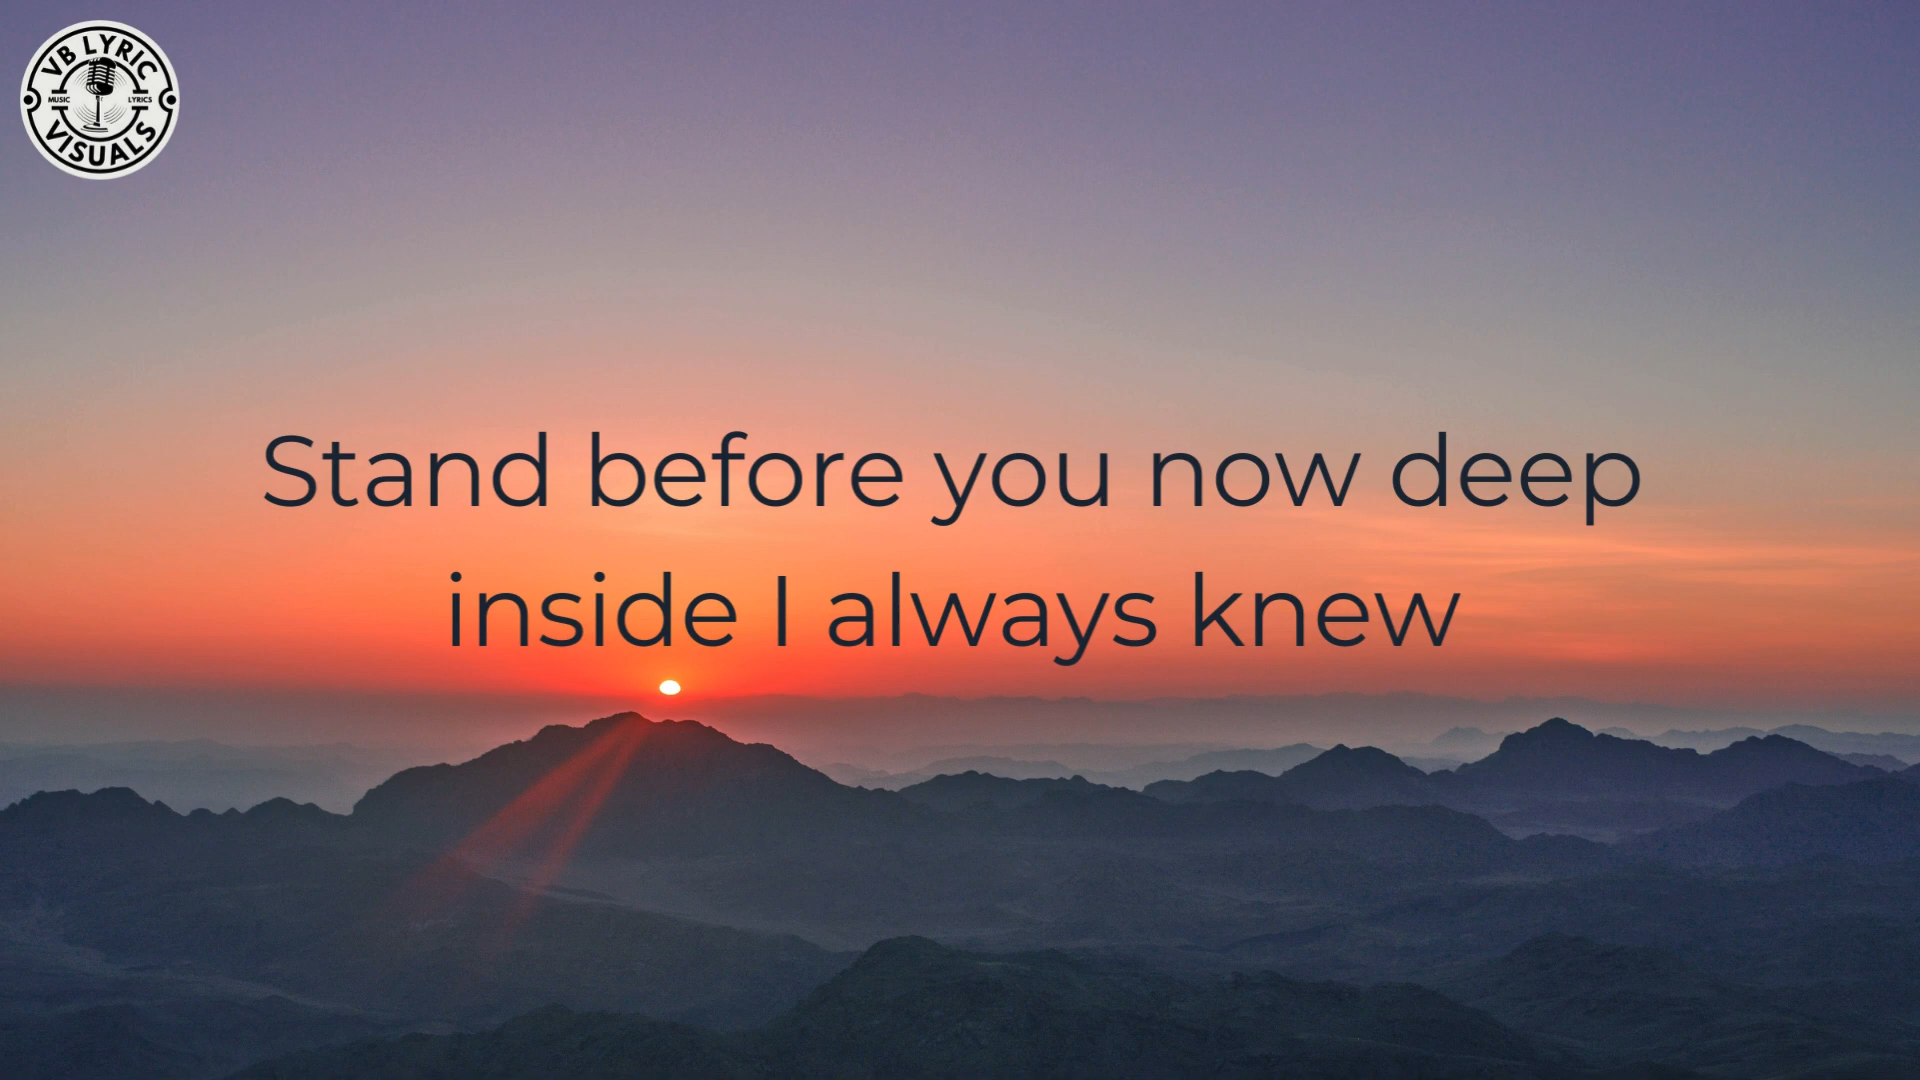 VB LYRIC
MUSIC
LYRICS
VISUALS
Stand before you now deep
inside I always knew